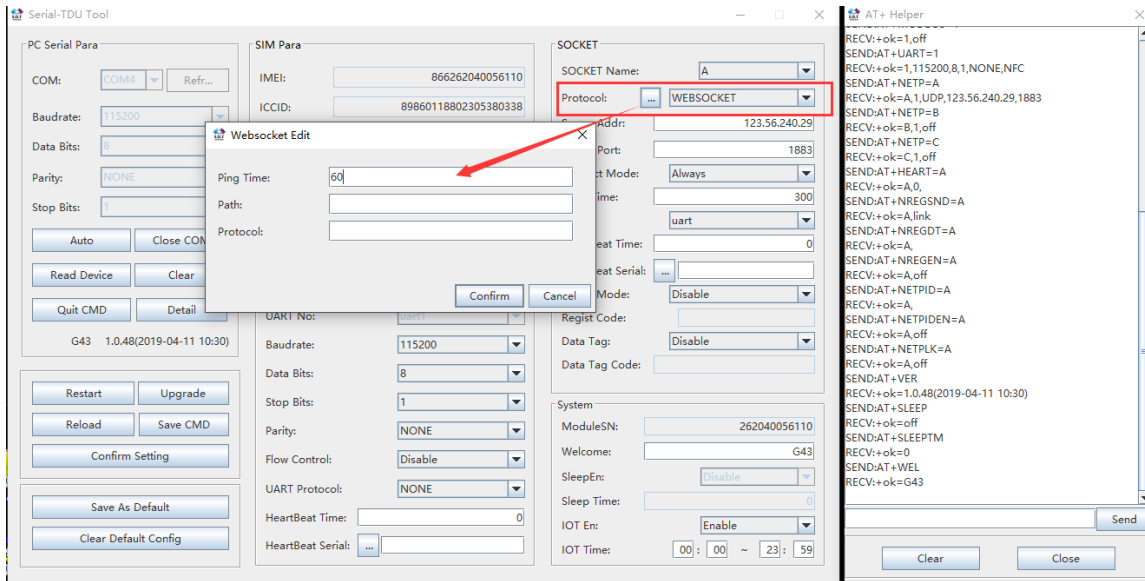 Serial-TDU Tool
PC Serial Para
COM: COM4 Refr...
Baudrate: 115200
Data Bits: 8
Parity: NONE
Stop Bits: 1
Auto Close COM
Read Device Clear
Quit CMD Detail
G43 1.0.48(2019-04-11 10:30)
Restart Upgrade
Reload Save CMD
Confirm Setting
Save As Default
Clear Default Config
SIM Para
IMEI: 866262040056110
ICCID: 89860118802305380338
Websocket Edit
Ping Time: 60
Path:
Protocol:
Confirm Cancel
UART No: uart1
Baudrate: 115200
Data Bits: 8
Stop Bits: 1
Parity: NONE
Flow Control: Disable
UART Protocol: NONE
HeartBeat Time: 0
HeartBeat Serial: ...
SOCKET
SOCKET Name: A
Protocol: ... WEBSOCKET
Addr: 123.56.240.29
Port: 1883
ct Mode: Always
ime: 300
uart
eat Time: 0
eat Serial: ...
Mode: Disable
Regist Code:
Data Tag: Disable
Data Tag Code:
System
ModuleSN: 262040056110
Welcome: G43
SleepEn: Disable
Sleep Time: 0
IOT En: Enable
IOT Time: 00 : 00 ~ 23 : 59
AT+ Helper
RECV:+ok=1,off
SEND:AT+UART=1
RECV:+ok=1,115200,8,1,NONE,NFC
SEND:AT+NETP=A
RECV:+ok=A,1,UDP,123.56.240.29,1883
SEND:AT+NETP=B
RECV:+ok=B,1,off
SEND:AT+NETP=C
RECV:+ok=C,1,off
SEND:AT+HEART=A
RECV:+ok=A,0,
SEND:AT+NREGSND=A
RECV:+ok=A,link
SEND:AT+NREGDT=A
RECV:+ok=A,
SEND:AT+NREGEN=A
RECV:+ok=A,off
SEND:AT+NETPID=A
RECV:+ok=A,
SEND:AT+NETPIDEN=A
RECV:+ok=A,off
SEND:AT+NETPLK=A
RECV:+ok=A,off
SEND:AT+VER
RECV:+ok=1.0.48(2019-04-11 10:30)
SEND:AT+SLEEP
RECV:+ok=off
SEND:AT+SLEEPTM
RECV:+ok=0
SEND:AT+WEL
RECV:+ok=G43
Send
Clear Close